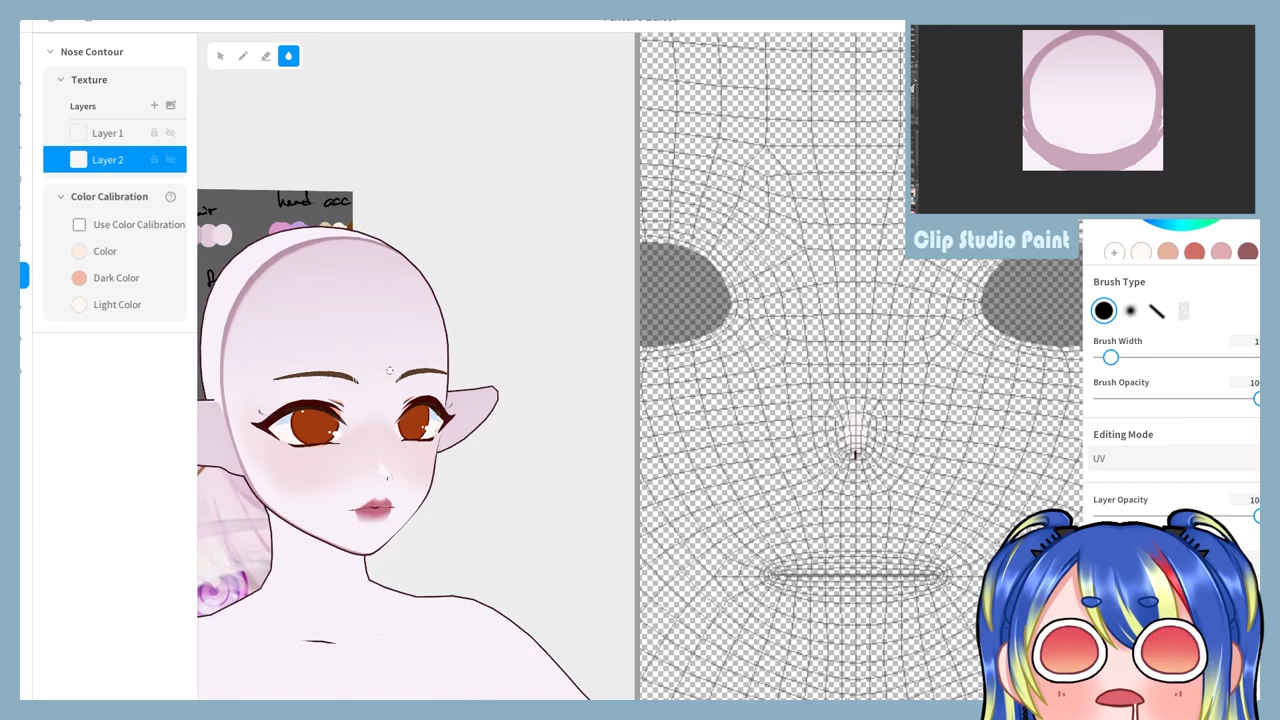 Nose Contour
Texture
Layers
Layer 1
Layer 2
Color Calibration
Use Color Calibration
Color
Dark Color
Light Color
head acc
Clip Studio Paint
Brush Type
Brush Width
Brush Opacity
Editing Mode
UV
Layer Opacity